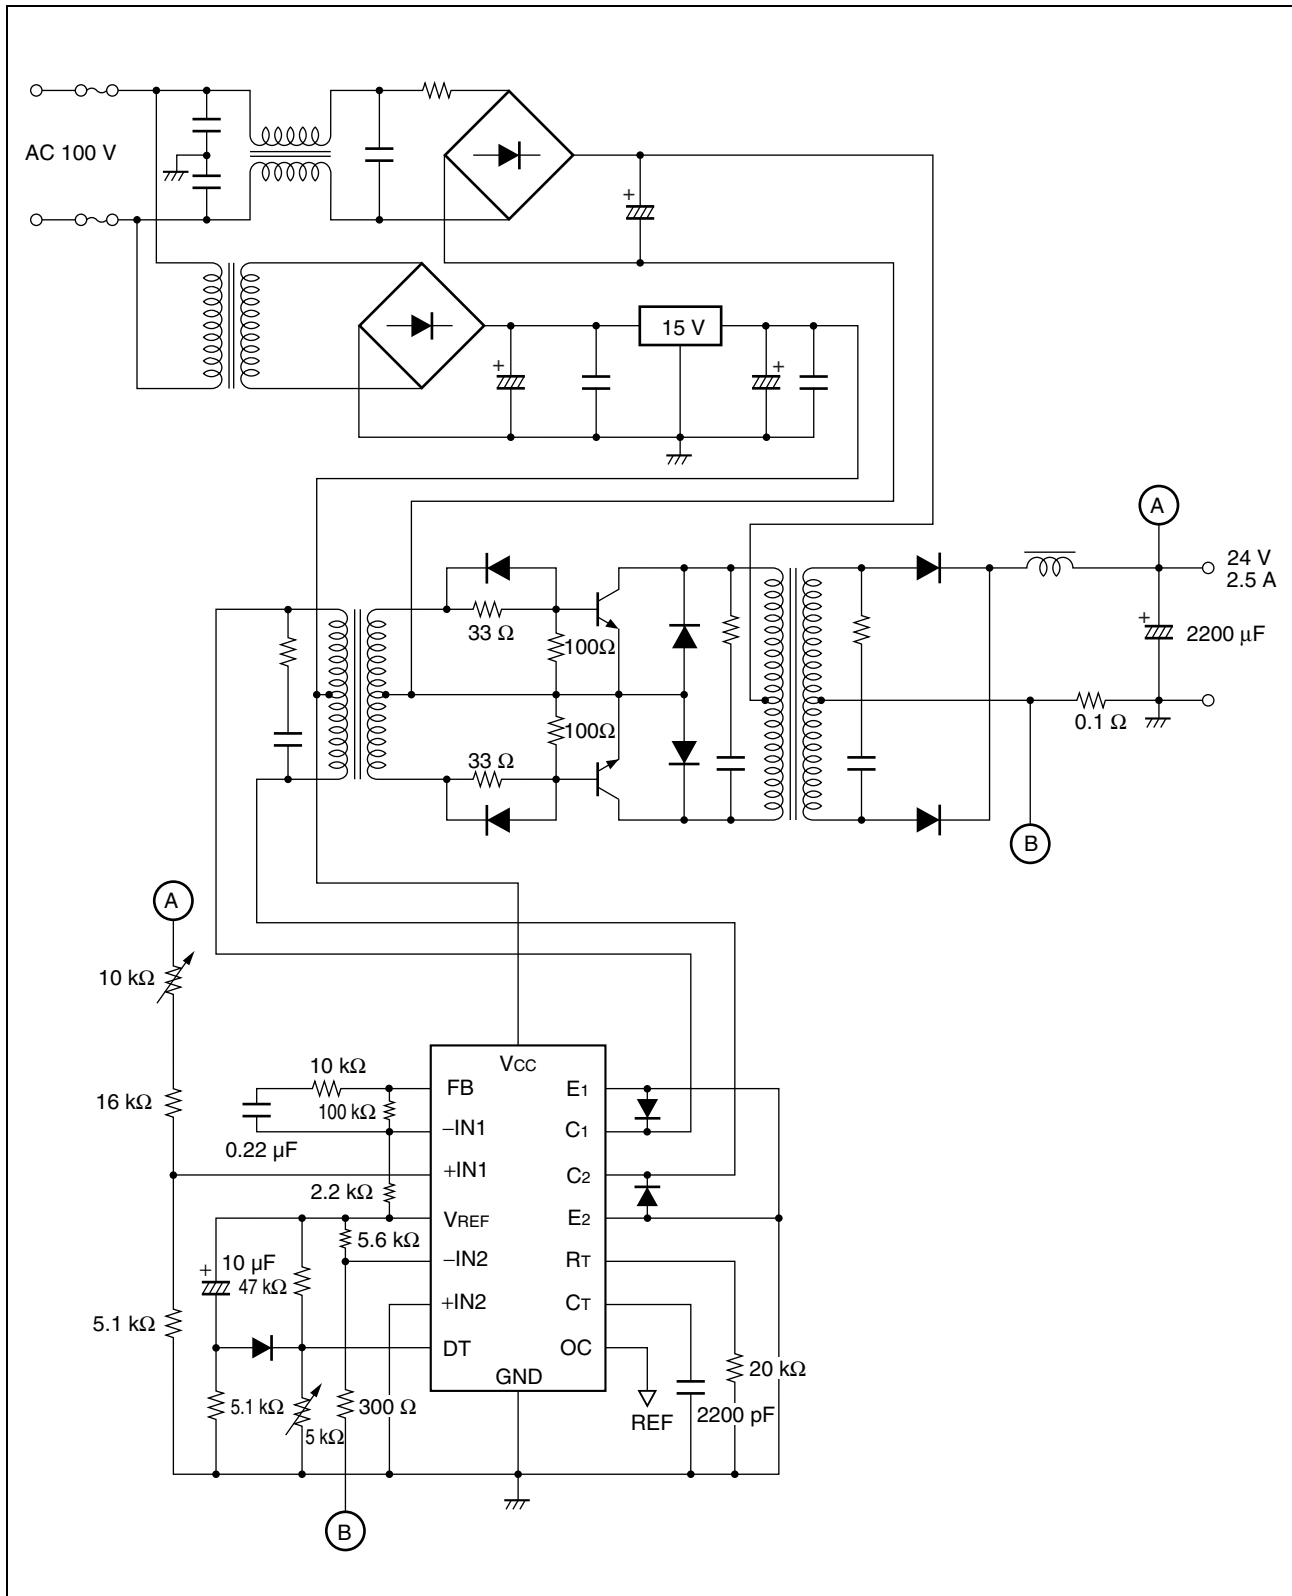 AC 100 V
15 V
A
24 V
2.5 A
33 Ω
100Ω
2200 µF
100Ω
0.1 Ω
33 Ω
B
A
10 kΩ
VCC
10 kΩ
FB
E1
16 kΩ
100 kΩ
−IN1
C1
0.22 µF
+IN1
C2
2.2 kΩ
VREF
E2
5.6 kΩ
10 µF
−IN2
RT
47 kΩ
+IN2
CT
5.1 kΩ
DT
OC
20 kΩ
GND
5.1 kΩ
300 Ω
REF
2200 pF
5 kΩ
B
+
+
+
+
+